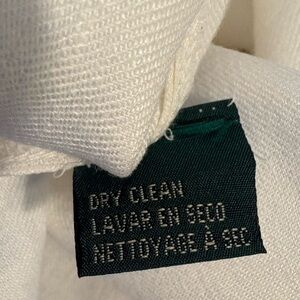 DRY CLEAN
LAVAR EN SECO
NETTOYAGE À SEC